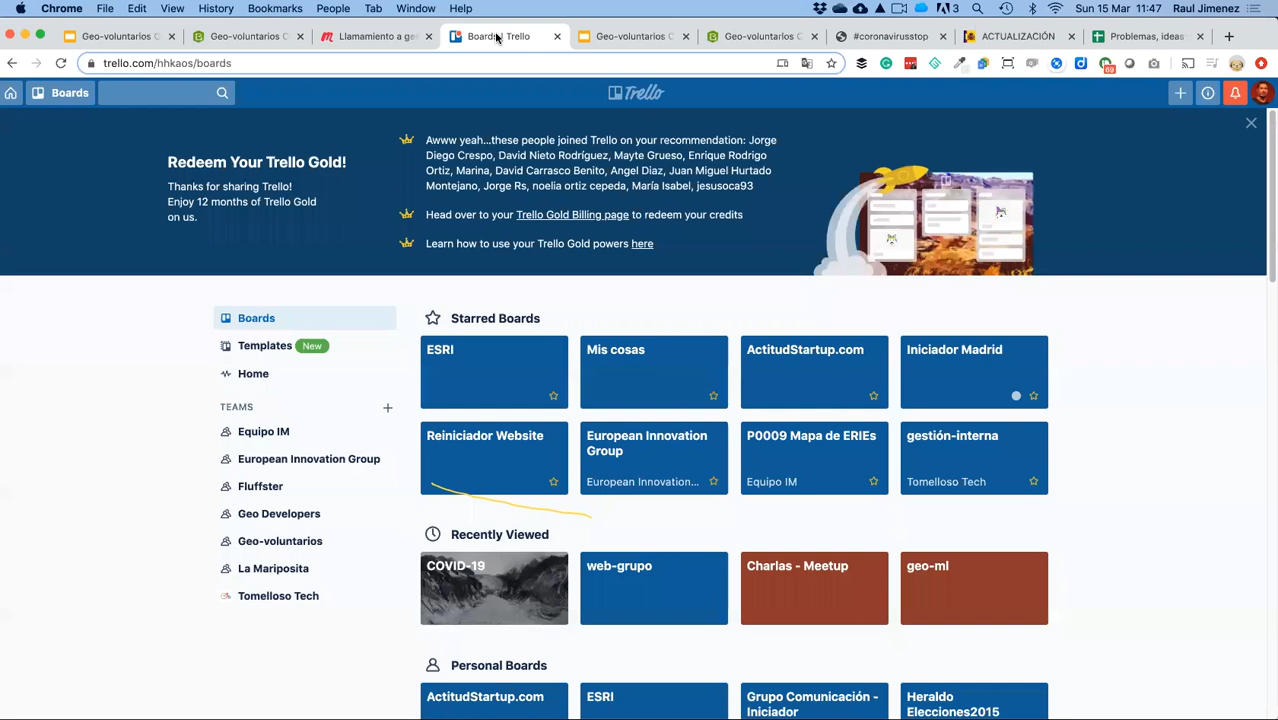 Chrome File Edit View History Bookmarks People Tab Window Help 3 Sun 15 Mar 11:47 Raul Jimenez
Geo-voluntarios C Geo-voluntarios C Llamamiento a ge Boards Trello Geo-voluntarios C Geo-voluntarios C #coronavirusstop ACTUALIZACIÓN Problemas, ideas
trello.com/hhkaos/boards 69
Boards Trello
Redeem Your Trello Gold!
Thanks for sharing Trello!
Enjoy 12 months of Trello Gold
on us.
Awww yeah...these people joined Trello on your recommendation: Jorge
Diego Crespo, David Nieto Rodríguez, Mayte Grueso, Enrique Rodrigo
Ortiz, Marina, David Carrasco Benito, Angel Diaz, Juan Miguel Hurtado
Montejano, Jorge Rs, noelia ortiz cepeda, María Isabel, jesusoca93
Head over to your Trello Gold Billing page to redeem your credits
Learn how to use your Trello Gold powers here
Boards
Templates New
Home
TEAMS
Equipo IM
European Innovation Group
Fluffster
Geo Developers
Geo-voluntarios
La Mariposita
Tomelloso Tech
Starred Boards
ESRI
Mis cosas
ActitudStartup.com
Iniciador Madrid
Reiniciador Website
European Innovation
Group
European Innovation...
P0009 Mapa de ERIEs
Equipo IM
gestión-interna
Tomelloso Tech
Recently Viewed
COVID-19
web-grupo
Charlas - Meetup
geo-ml
Personal Boards
ActitudStartup.com
ESRI
Grupo Comunicación -
Iniciador
Heraldo
Elecciones2015